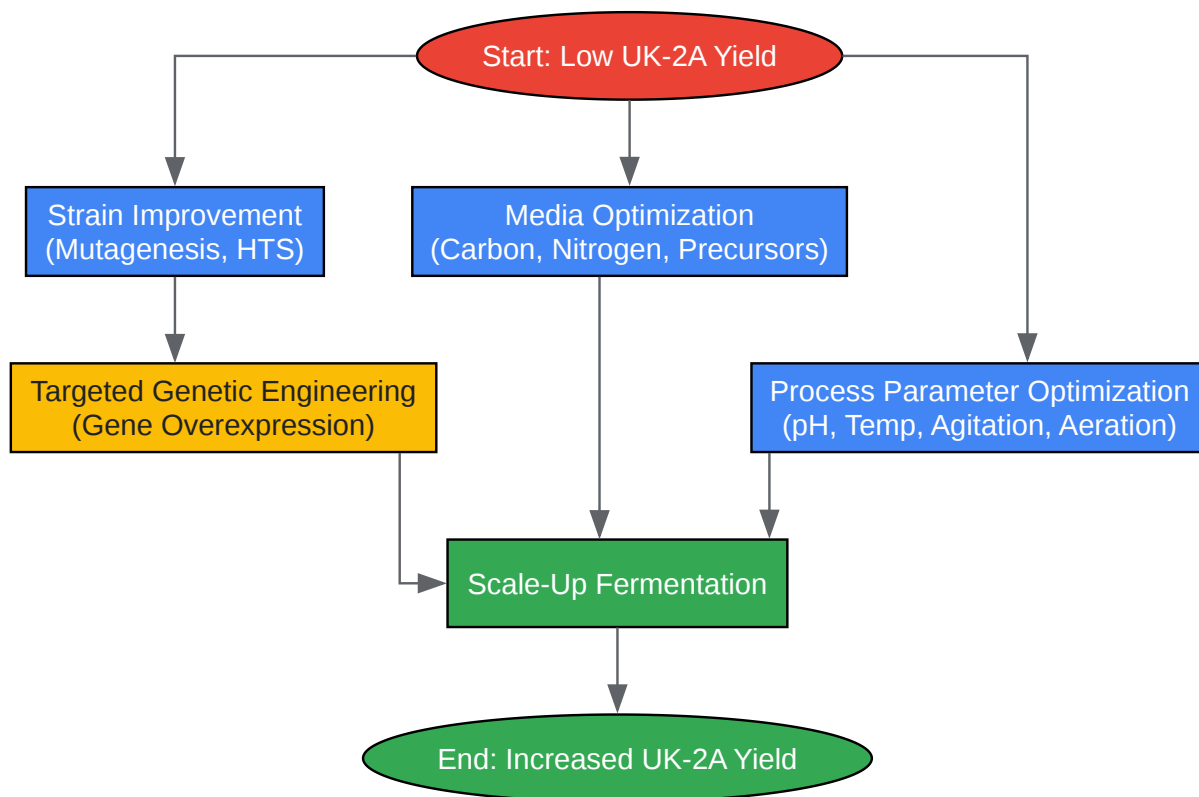 Start: Low UK-2A Yield
Strain Improvement
(Mutagenesis, HTS)
Media Optimization
(Carbon, Nitrogen, Precursors)
Targeted Genetic Engineering
(Gene Overexpression)
Process Parameter Optimization
(pH, Temp, Agitation, Aeration)
Scale-Up Fermentation
End: Increased UK-2A Yield